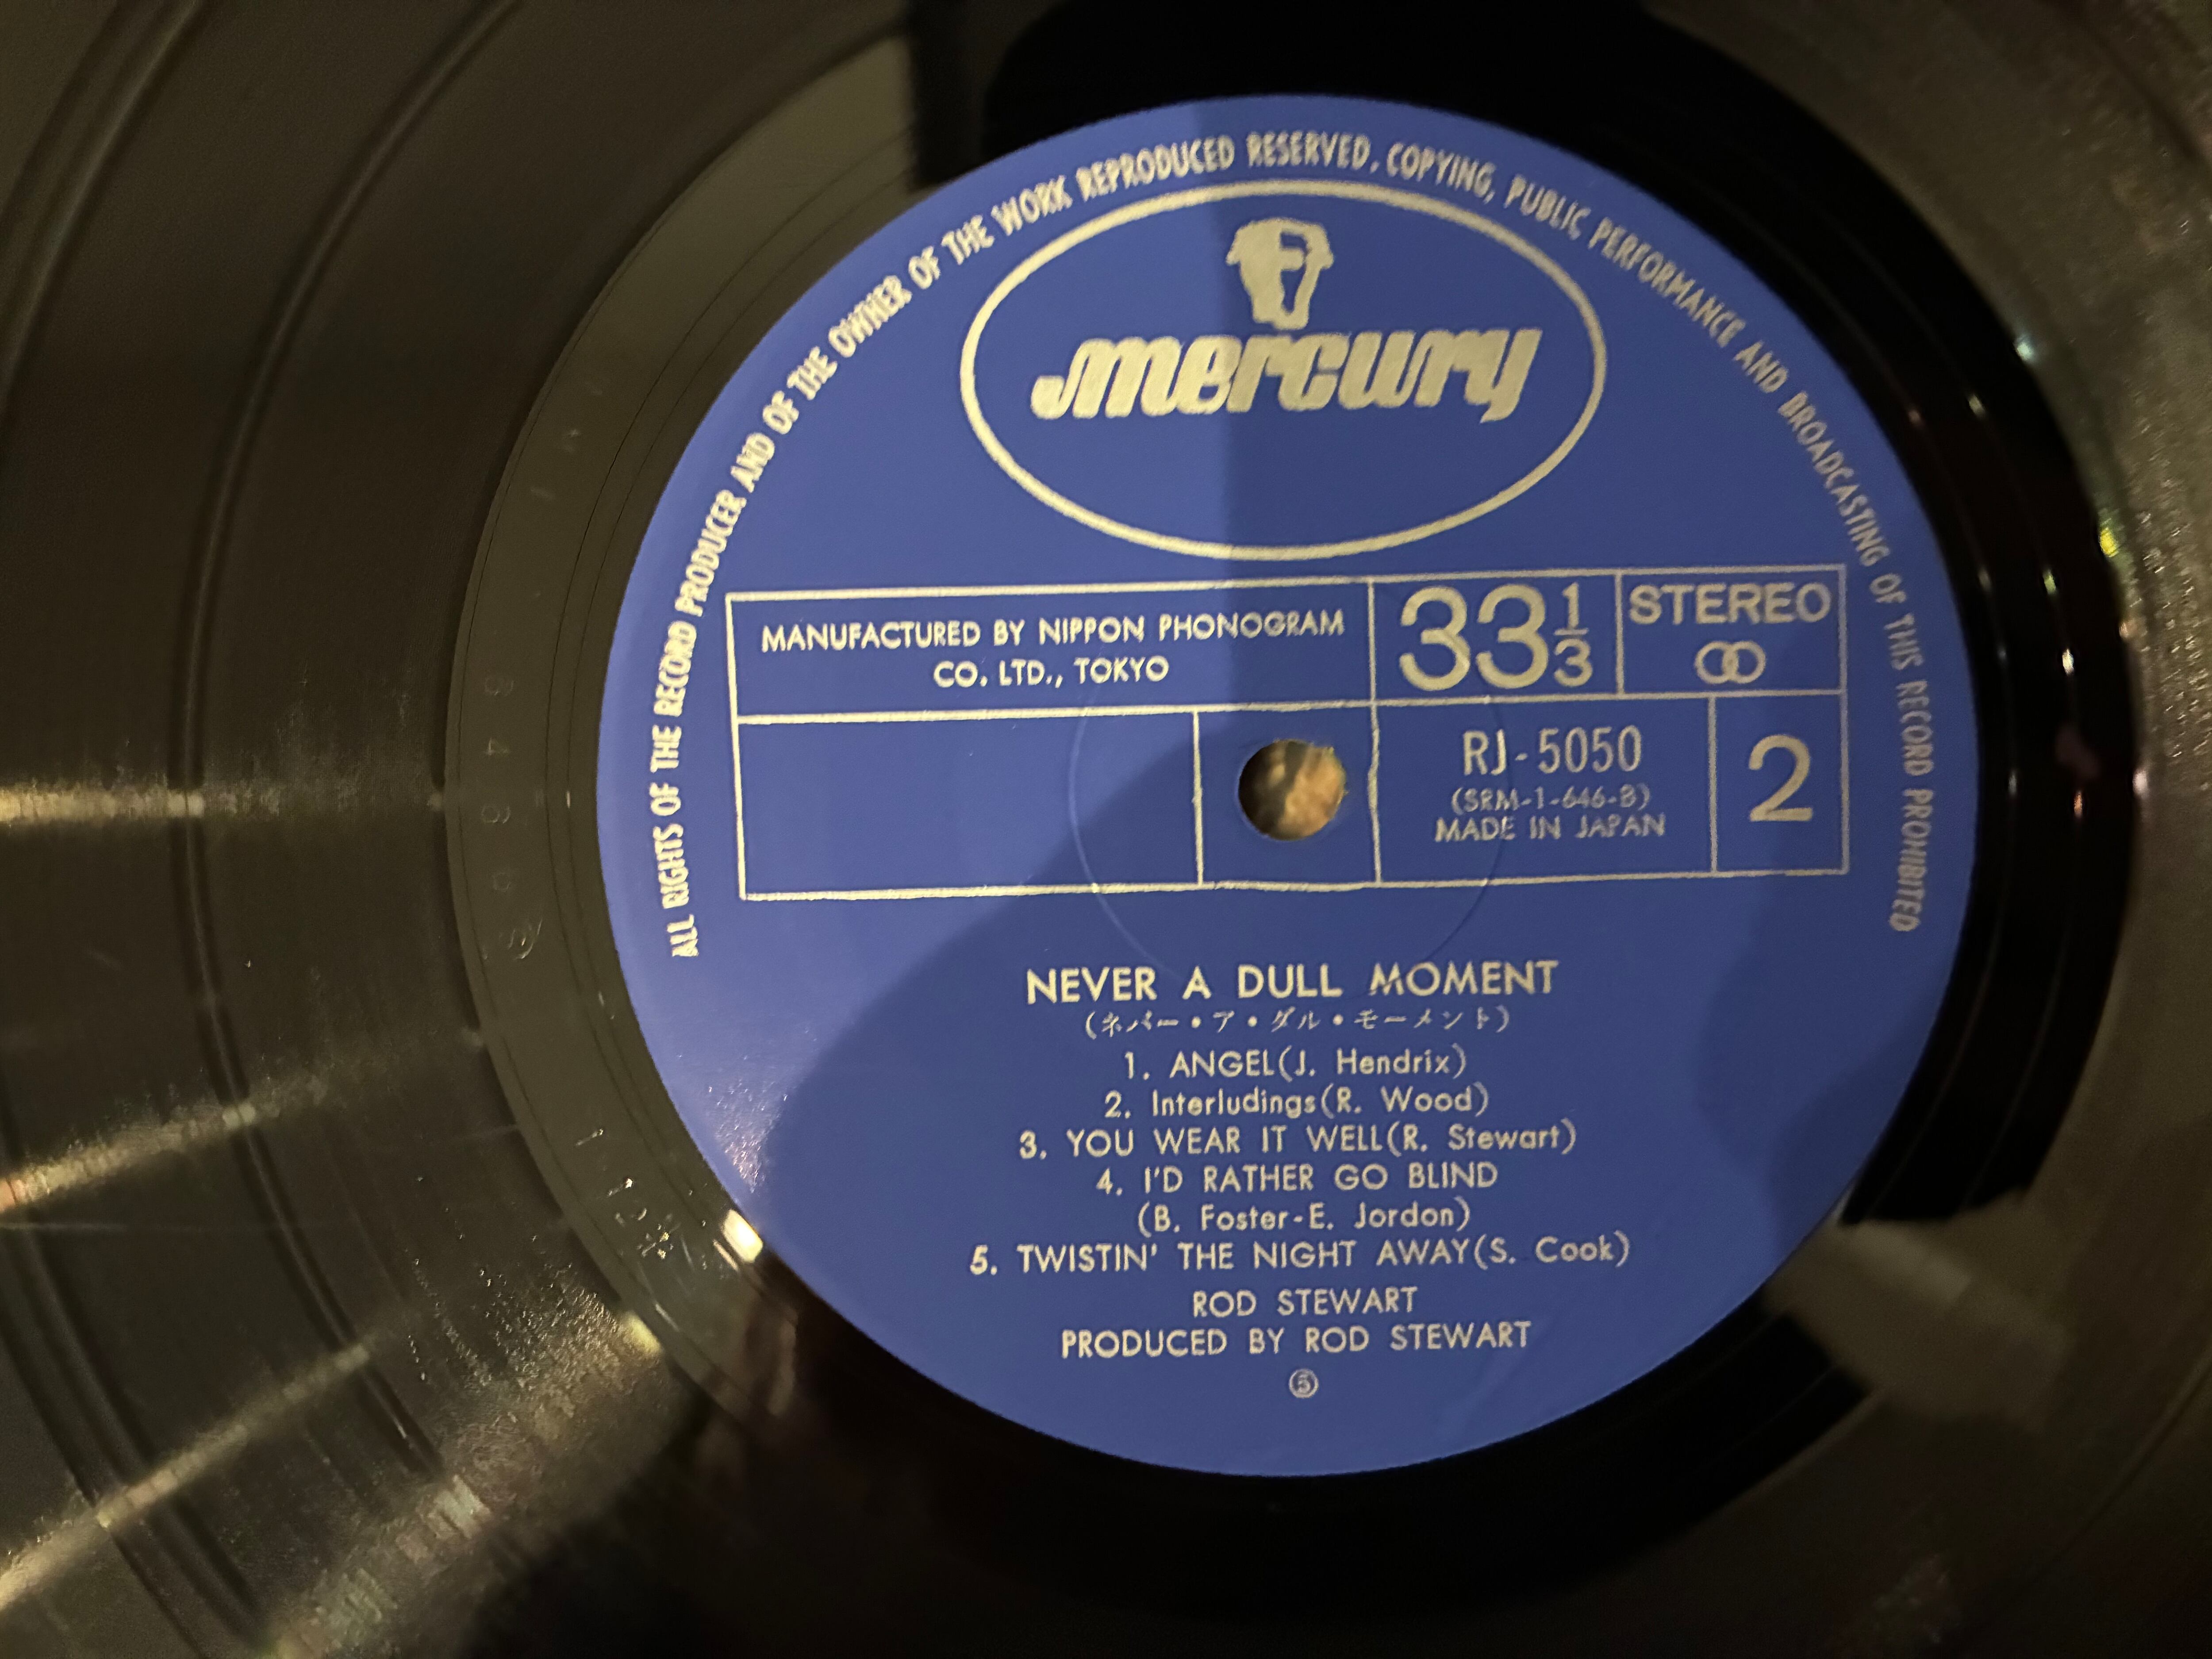 ALL RIGHTS OF THE RECORD PRODUCER AND OF THE OWNER OF THE WORK REPRODUCED RESERVED, COPYING, PUBLIC PERFORMANCE AND BROADCASTING OF THIS RECORD PROHIBITED
mercury
MANUFACTURED BY NIPPON PHONOGRAM
CO. LTD., TOKYO
33 1/3
STEREO
RJ-5050
(SRM-1-646-B)
MADE IN JAPAN
2
NEVER A DULL MOMENT
(ネバー・ア・ダル・モーメント)
1. ANGEL(J. Hendrix)
2. Interludings(R. Wood)
3. YOU WEAR IT WELL(R. Stewart)
4. I'D RATHER GO BLIND
(B. Foster-E. Jordon)
5. TWISTIN' THE NIGHT AWAY(S. Cook)
ROD STEWART
PRODUCED BY ROD STEWART
Ⓢ